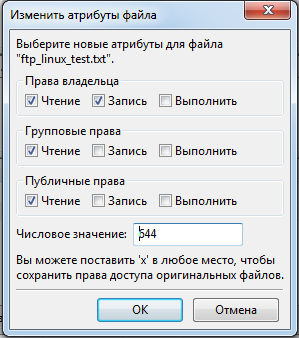 Изменить атрибуты файла
Выберите новые атрибуты для файла
"ftp_linux_test.txt".
Права владельца
Чтение Запись Выполнить
Групповые права
Чтение Запись Выполнить
Публичные права
Чтение Запись Выполнить
Числовое значение: 644
Вы можете поставить 'x' в любое место, чтобы
сохранить права доступа оригинальных файлов.
OK Отмена